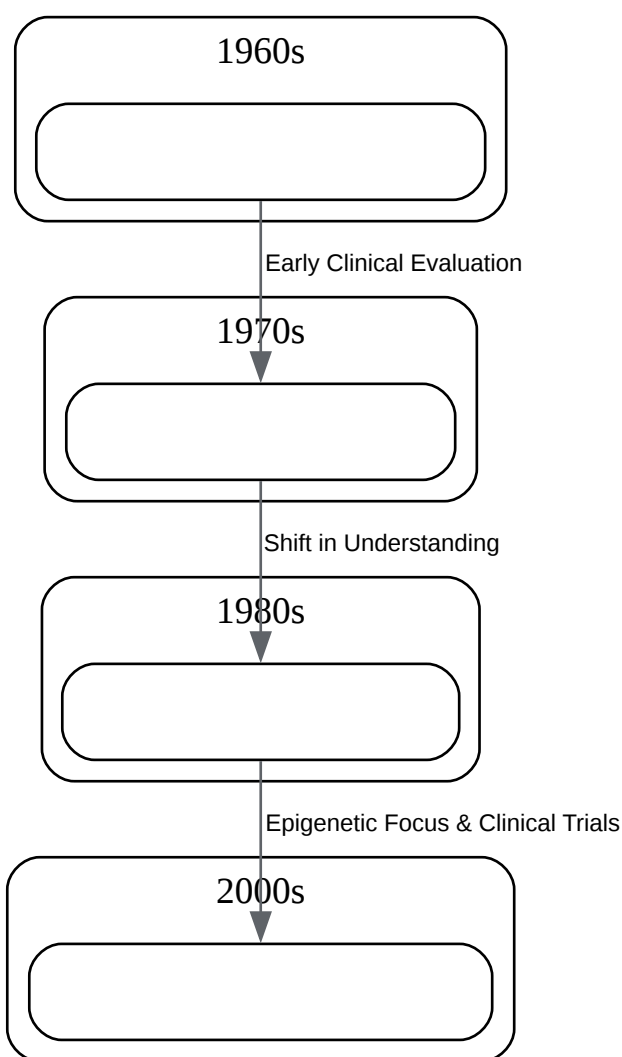 1960s
Early Clinical Evaluation
1970s
Shift in Understanding
1980s
Epigenetic Focus & Clinical Trials
2000s